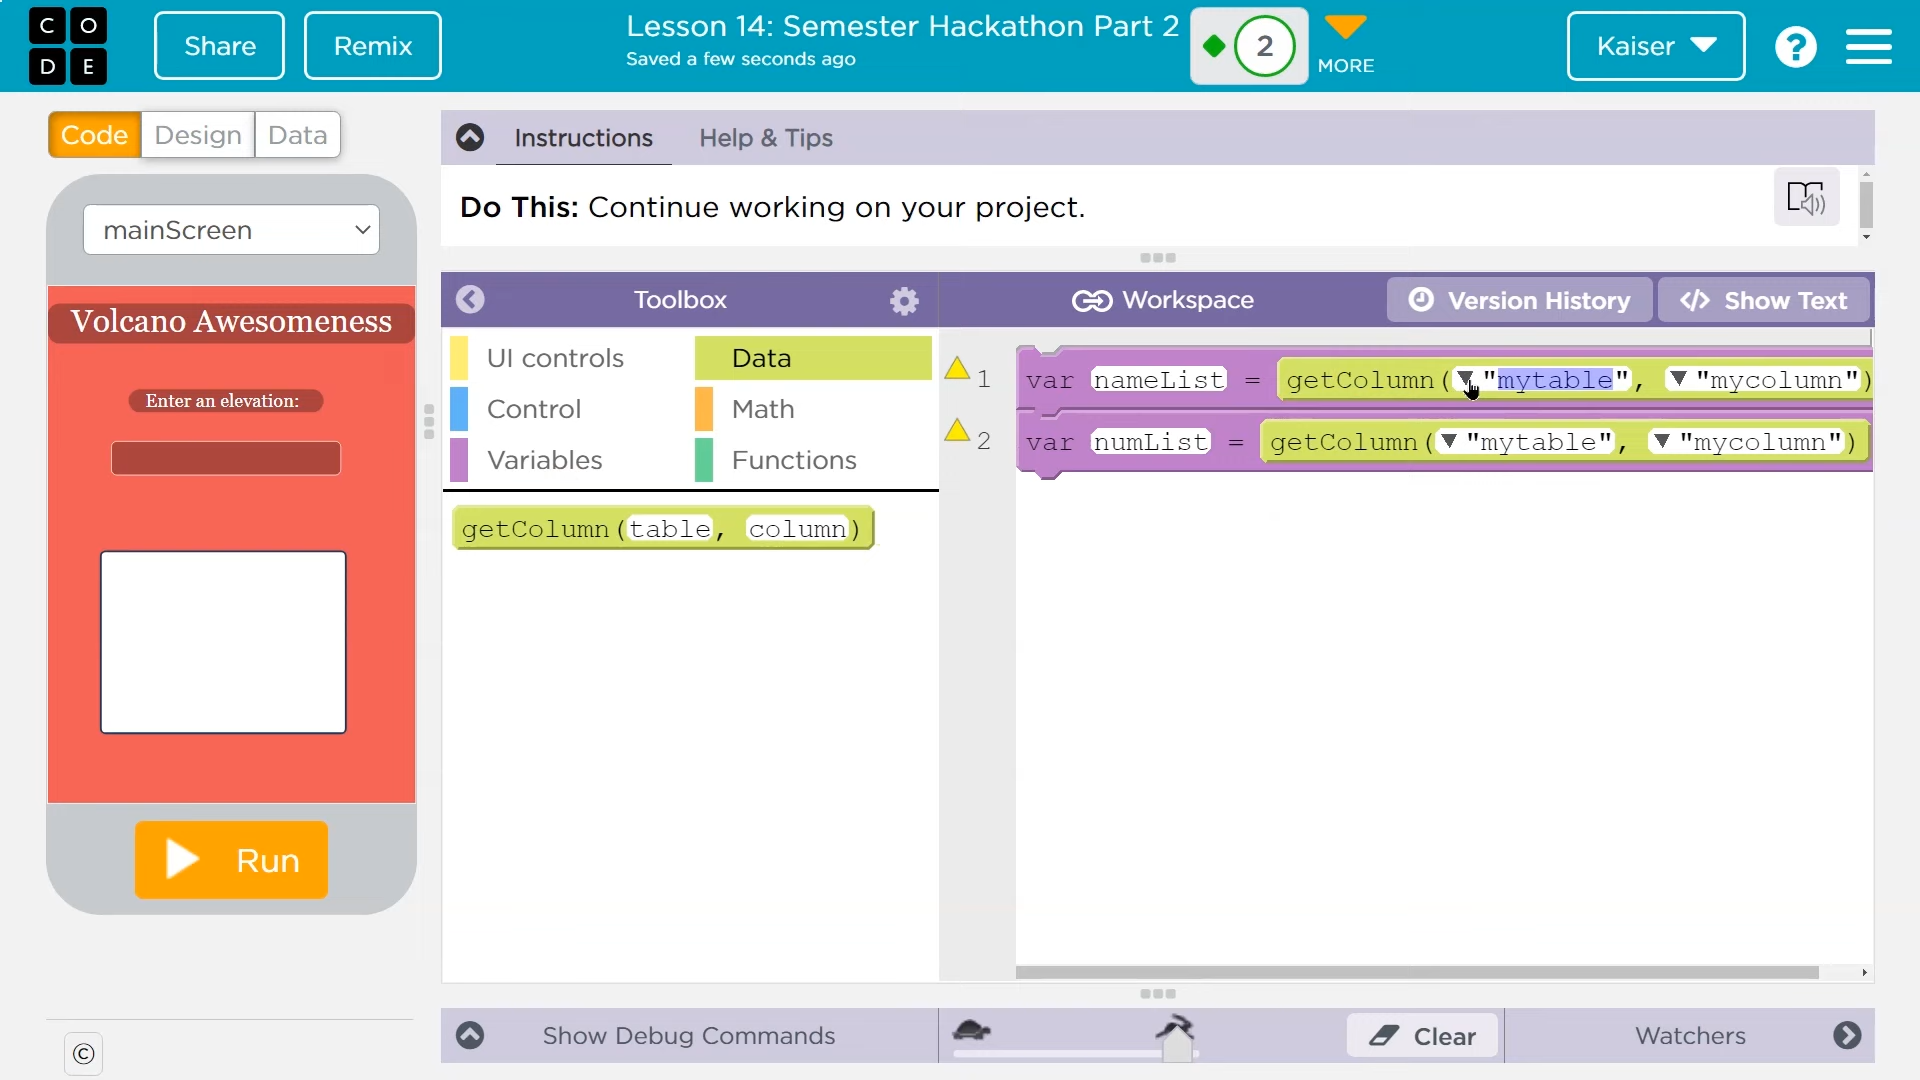 CODE
Share
Remix
Lesson 14: Semester Hackathon Part 2
Saved a few seconds ago
2
MORE
Kaiser
?
Code
Design
Data
Instructions
Help & Tips
mainScreen
Do This: Continue working on your project.
Volcano Awesomeness
Enter an elevation:
Run
©
Toolbox
Workspace
Version History
</> Show Text
UI controls
Data
Control
Math
Variables
Functions
getColumn(table, column)
1 var nameList = getColumn(▼"mytable", ▼"mycolumn")
2 var numList = getColumn(▼"mytable", ▼"mycolumn")
Show Debug Commands
Clear
Watchers